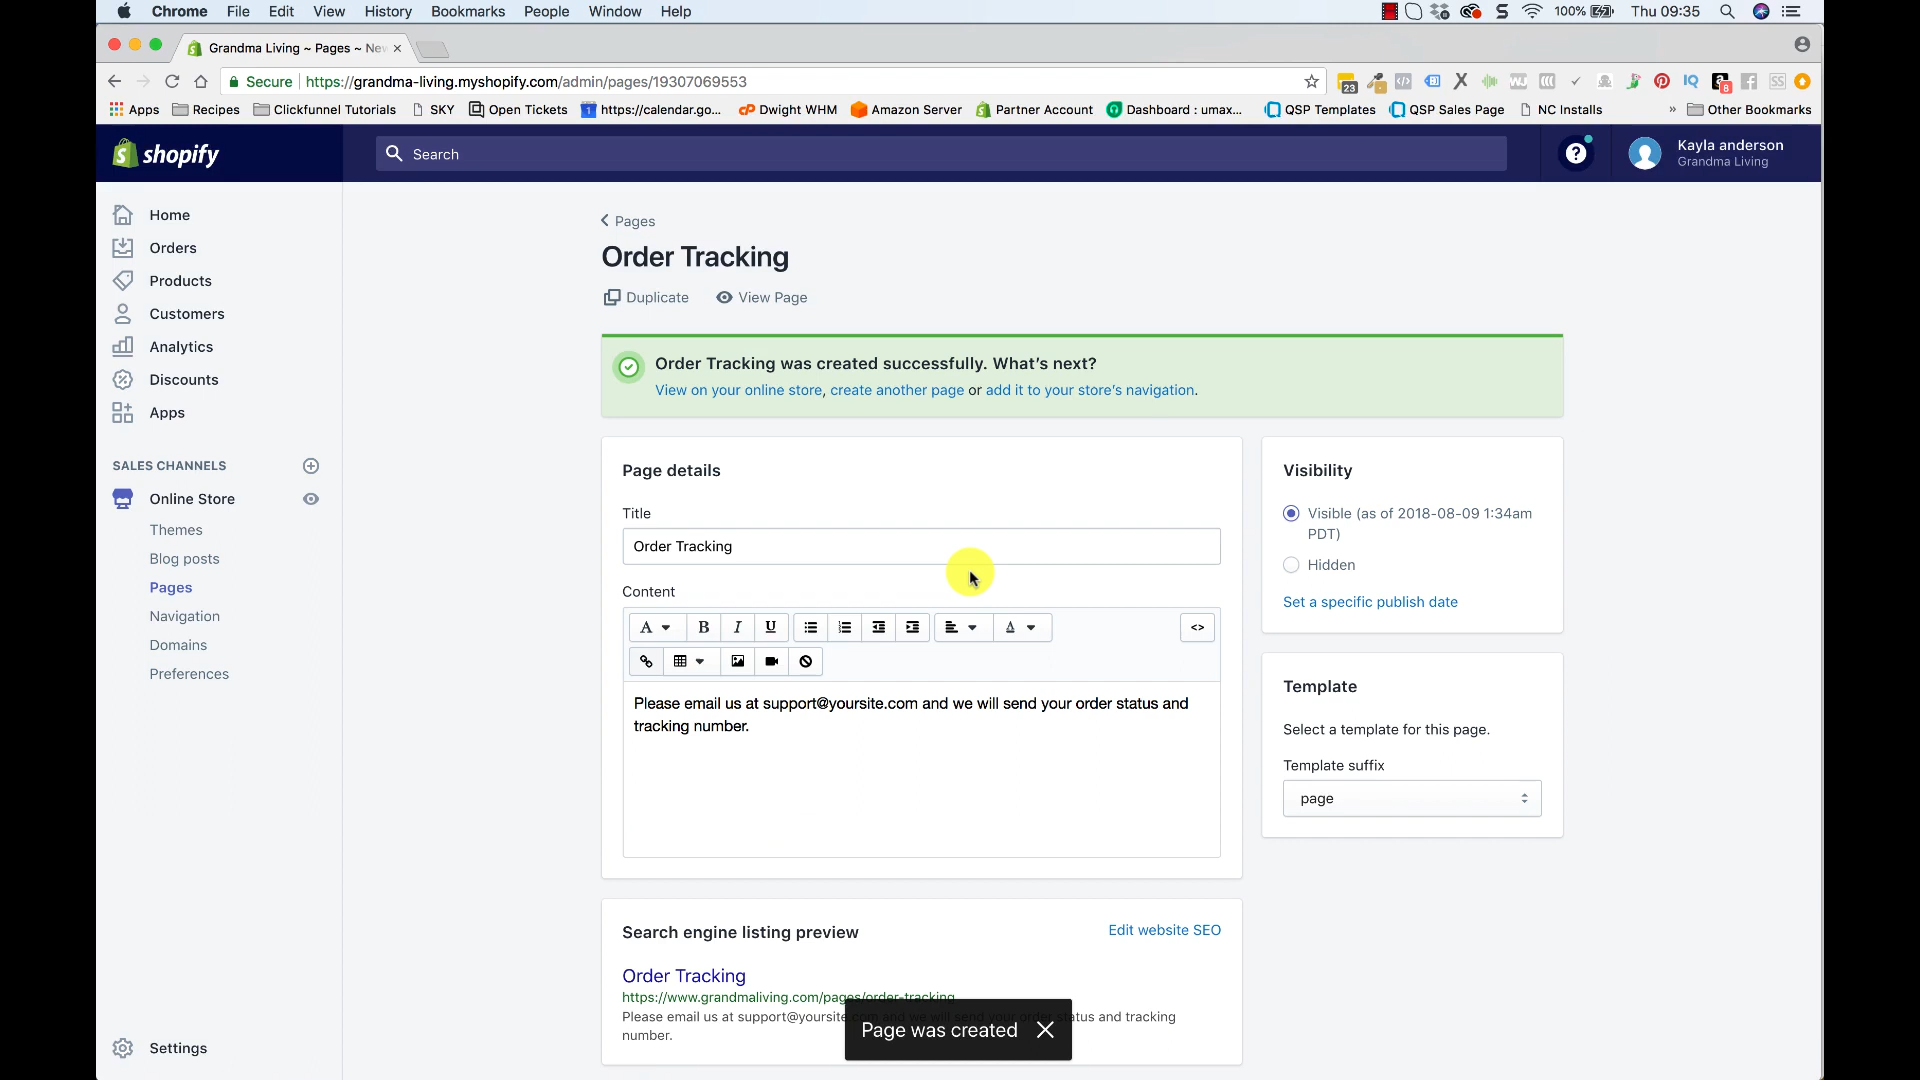 Chrome File Edit View History Bookmarks People Window Help
100% Thu 09:35
Grandma Living ~ Pages ~ Ne
Secure https://grandma-living.myshopify.com/admin/pages/19307069553
23
8
Apps Recipes Clickfunnel Tutorials SKY Open Tickets https://calendar.go... Dwight WHM Amazon Server Partner Account Dashboard : umax... QSP Templates QSP Sales Page NC Installs » Other Bookmarks
shopify
Search
Kayla anderson
Grandma Living
Home
Orders
Products
Customers
Analytics
Discounts
Apps
SALES CHANNELS
Online Store
Themes
Blog posts
Pages
Navigation
Domains
Preferences
Settings
Pages
Order Tracking
Duplicate View Page
Order Tracking was created successfully. What's next?
View on your online store, create another page or add it to your store's navigation.
Page details
Title
Order Tracking
Content
A B I U A <>
Please email us at support@yoursite.com and we will send your order status and
tracking number.
Search engine listing preview
Edit website SEO
Order Tracking
https://www.grandmaliving.com/pages/order-tracking
Please email us at support@yoursite.com and we will send your order status and tracking
number.
Page was created
Visibility
Visible (as of 2018-08-09 1:34am
PDT)
Hidden
Set a specific publish date
Template
Select a template for this page.
Template suffix
page